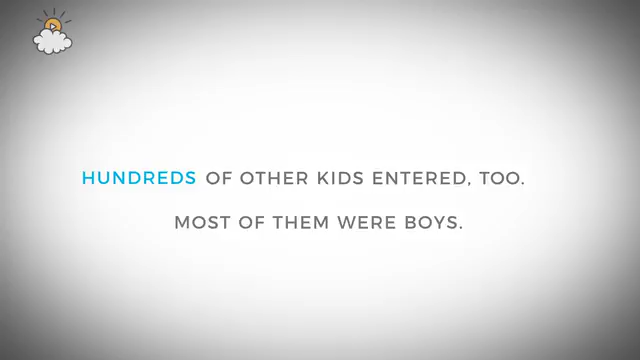 HUNDREDS OF OTHER KIDS ENTERED, TOO.
MOST OF THEM WERE BOYS.